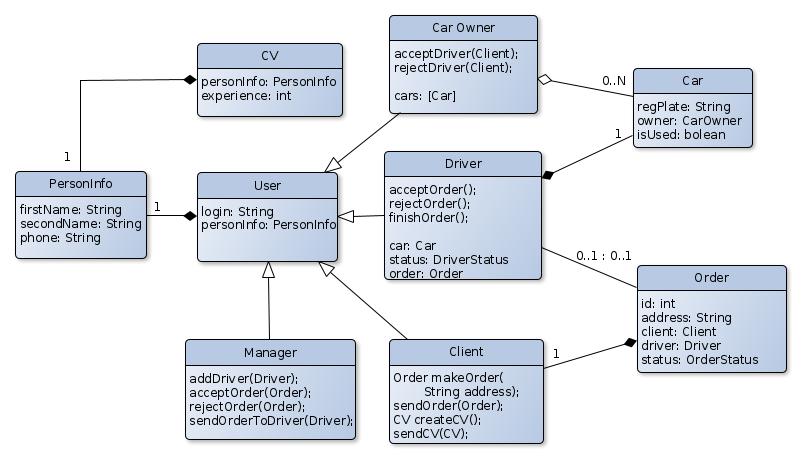 CV
personInfo: PersonInfo
experience: int
Car Owner
acceptDriver(Client);
rejectDriver(Client);
cars: [Car]
0..N
Car
regPlate: String
owner: CarOwner
isUsed: bolean
1
1
PersonInfo
firstName: String
secondName: String
phone: String
1
User
login: String
personInfo: PersonInfo
Driver
acceptOrder();
rejectOrder();
finishOrder();
car: Car
status: DriverStatus
order: Order
0..1 : 0..1
Order
id: int
address: String
client: Client
driver: Driver
status: OrderStatus
Manager
addDriver(Driver);
acceptOrder(Order);
rejectOrder(Order);
sendOrderToDriver(Driver);
Client
Order makeOrder(
String address);
sendOrder(Order);
CV createCV();
sendCV(CV);
1